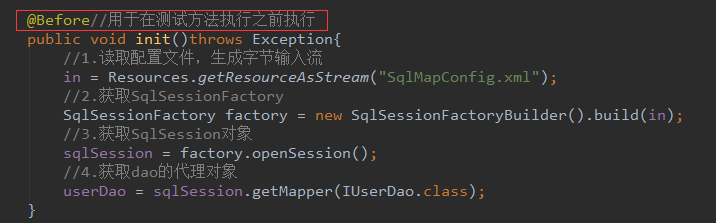 @Before//用于在测试方法执行之前执行
public void init()throws Exception{
//1.读取配置文件，生成字节输入流
in = Resources.getResourceAsStream("SqlMapConfig.xml");
//2.获取SqlSessionFactory
SqlSessionFactory factory = new SqlSessionFactoryBuilder().build(in);
//3.获取SqlSession对象
sqlSession = factory.openSession();
//4.获取dao的代理对象
userDao = sqlSession.getMapper(IUserDao.class);
}